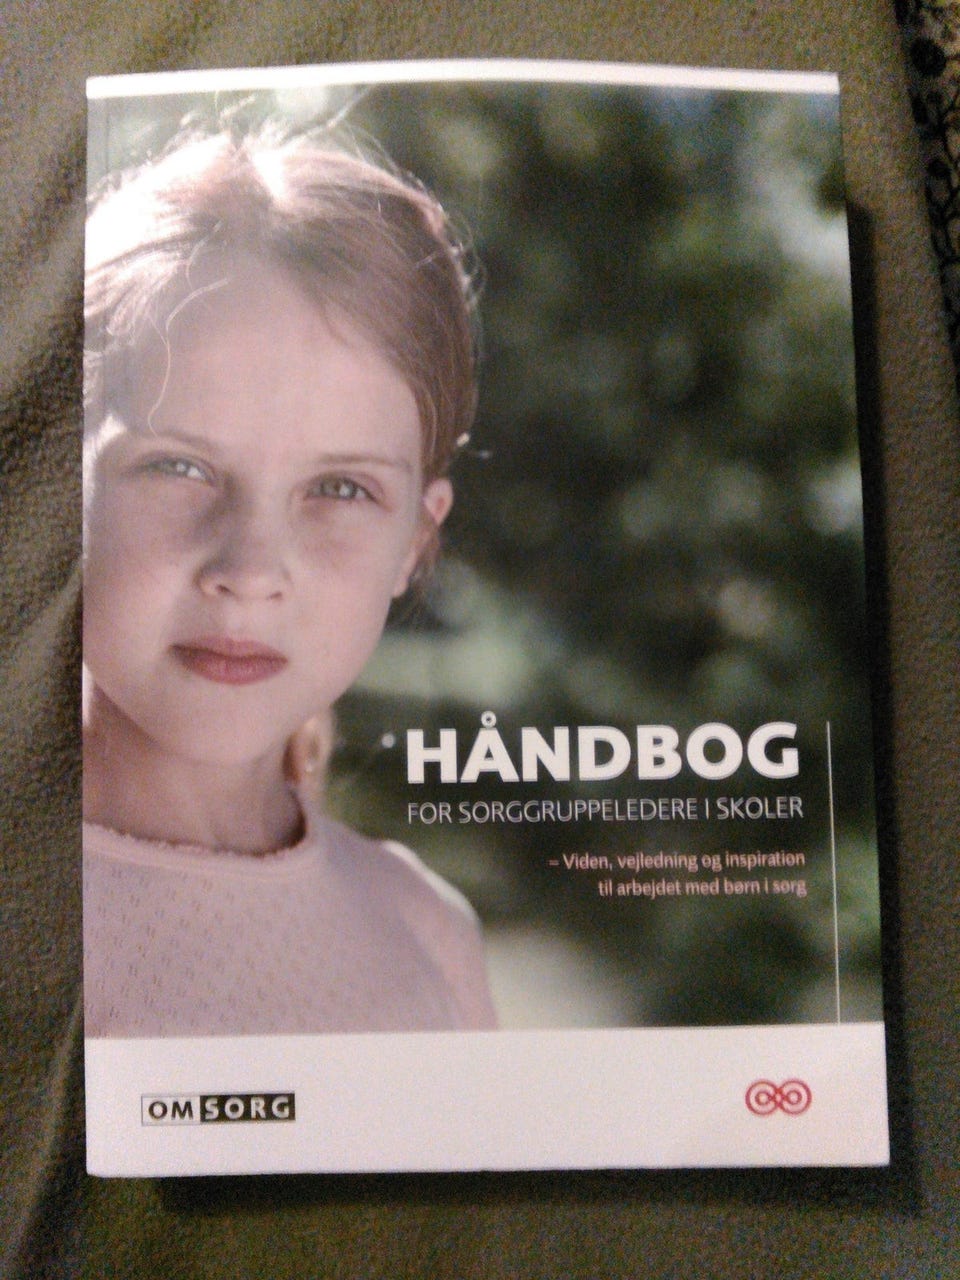 HÅNDBOG
FOR SORGGRUPPELEDERE I SKOLER
– Viden, vejledning og inspiration
til arbejdet med børn i sorg
OMSORG